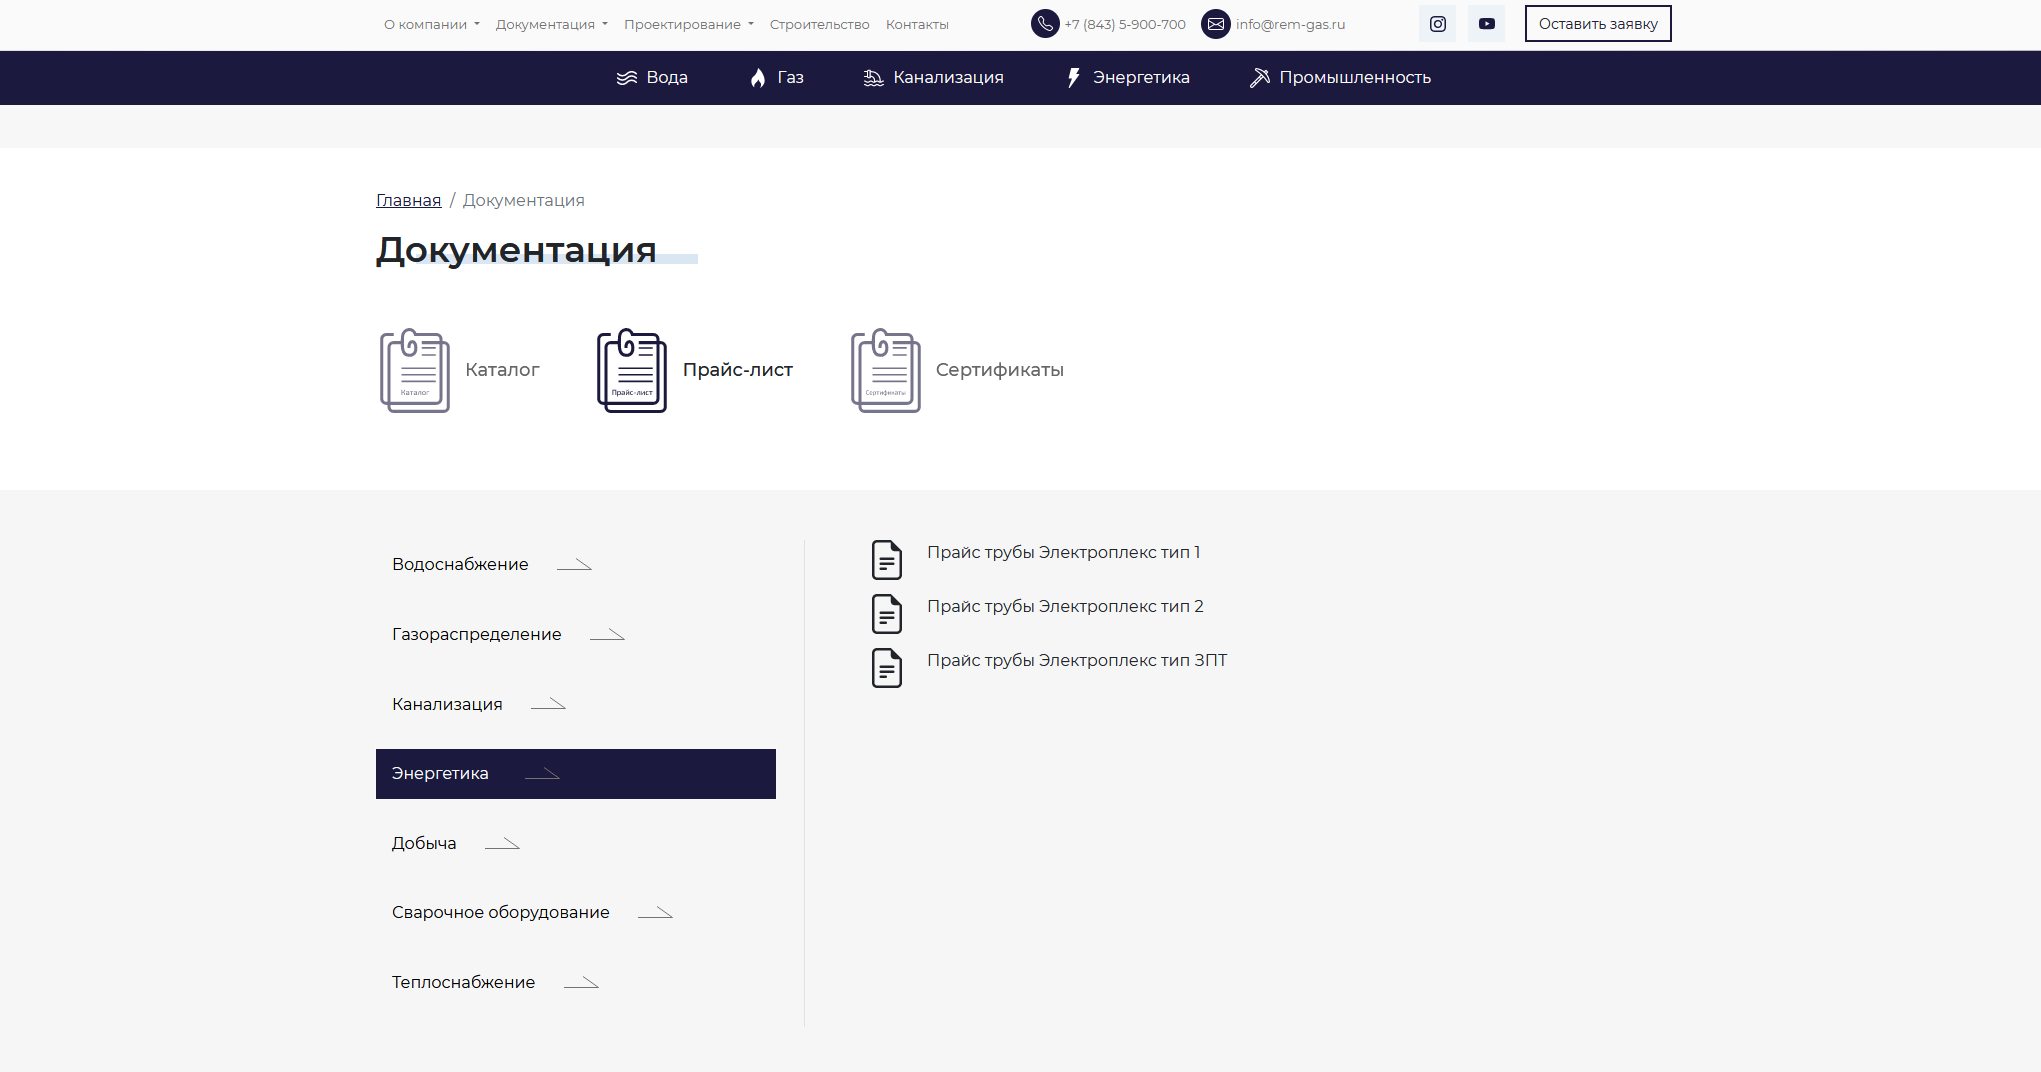 О компании Документация Проектирование Строительство Контакты +7 (843) 5-900-700 info@rem-gas.ru Оставить заявку
Вода Газ Канализация Энергетика Промышленность
Главная / Документация
Документация
Каталог Каталог Прайс-лист Прайс-лист Сертификаты Сертификаты
Водоснабжение
Газораспределение
Канализация
Энергетика
Добыча
Сварочное оборудование
Теплоснабжение
Прайс трубы Электроплекс тип 1
Прайс трубы Электроплекс тип 2
Прайс трубы Электроплекс тип ЗПТ